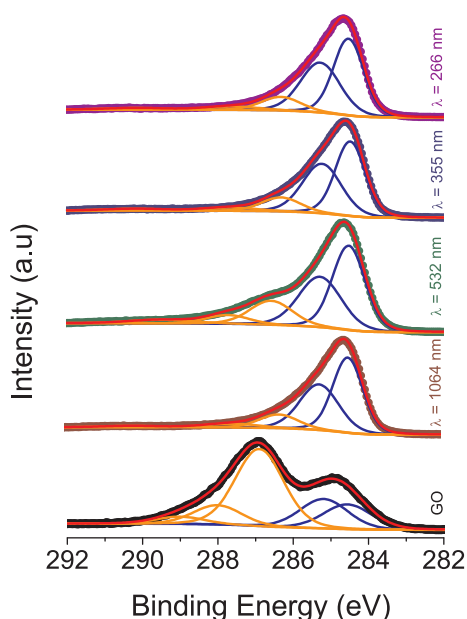 λ = 266 nm
λ = 355 nm
λ = 532 nm
λ = 1064 nm
GO
Intensity (a.u)
292 290 288 286 284 282
Binding Energy (eV)